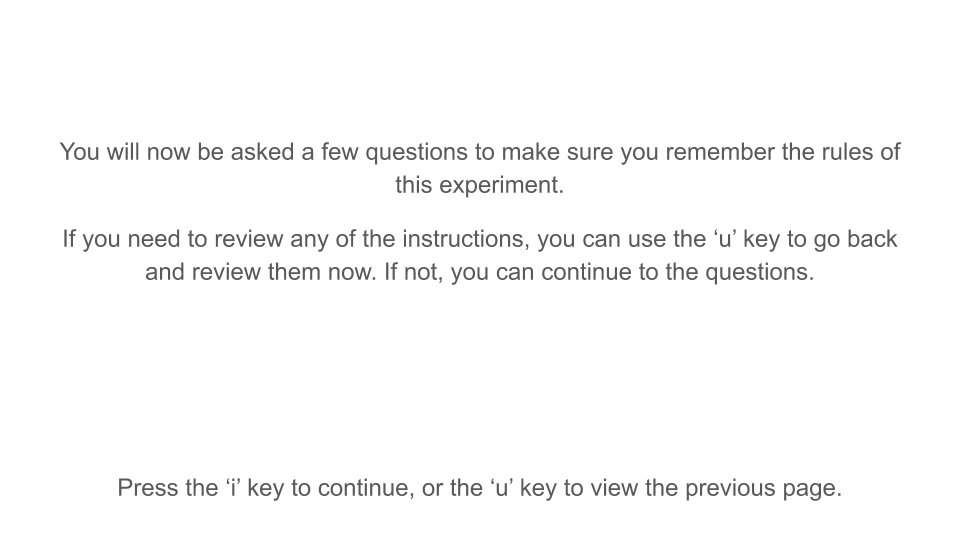 You will now be asked a few questions to make sure you remember the rules of
this experiment.
If you need to review any of the instructions, you can use the ‘u’ key to go back
and review them now. If not, you can continue to the questions.
Press the ‘i’ key to continue, or the ‘u’ key to view the previous page.